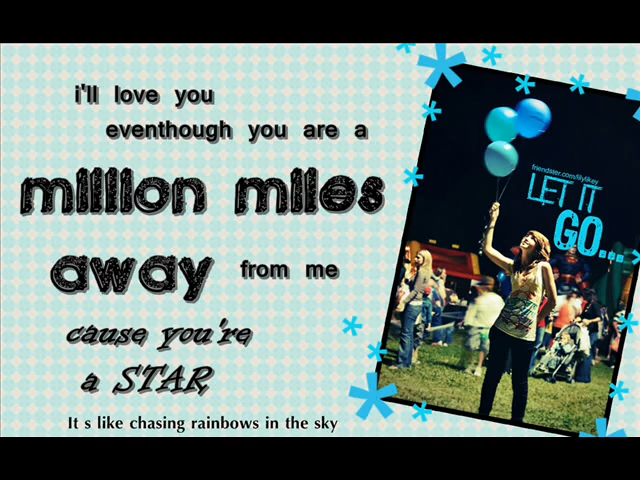 i'll love you
eventhough you are a
million miles
away from me
cause you're
a STAR
It s like chasing rainbows in the sky
friendster.com/lilylikey
LET IT
GO...